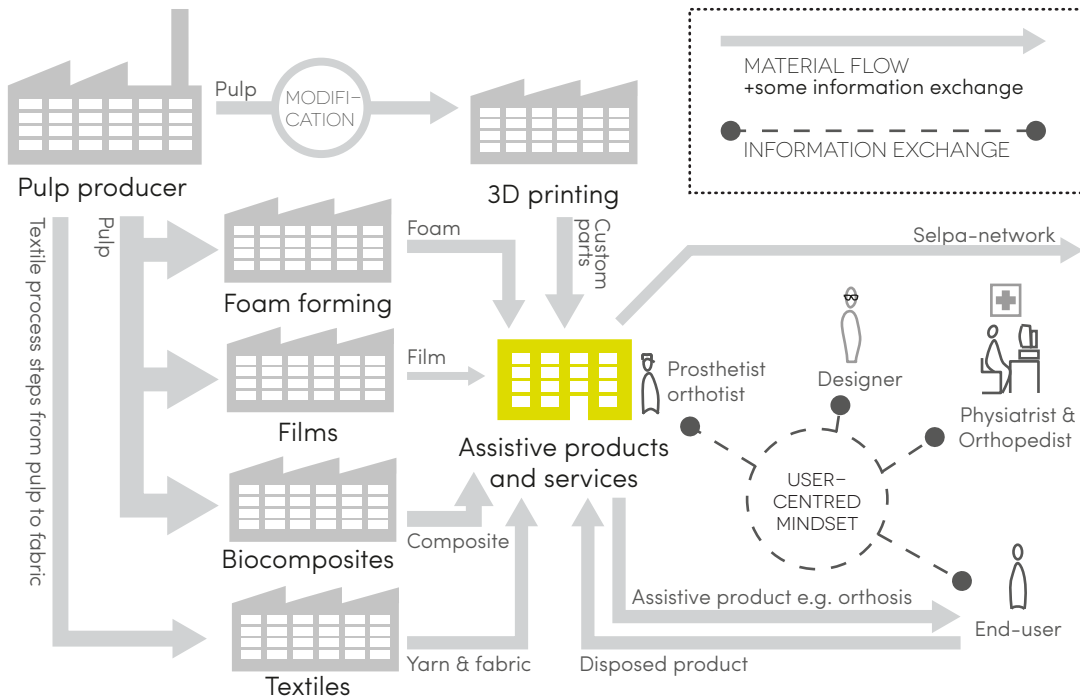 Pulp
MODIFI-
CATION
MATERIAL FLOW
+some information exchange
INFORMATION EXCHANGE
Pulp producer
3D printing
Textile process steps from pulp to fabric
Pulp
Foam
Custom
parts
Selpa-network
Foam forming
Film
Prosthetist
orthotist
Designer
Physiatrist &
Orthopedist
Films
Assistive products
and services
USER-
CENTRED
MINDSET
Composite
Biocomposites
Assistive product e.g. orthosis
End-user
Yarn & fabric
Disposed product
Textiles